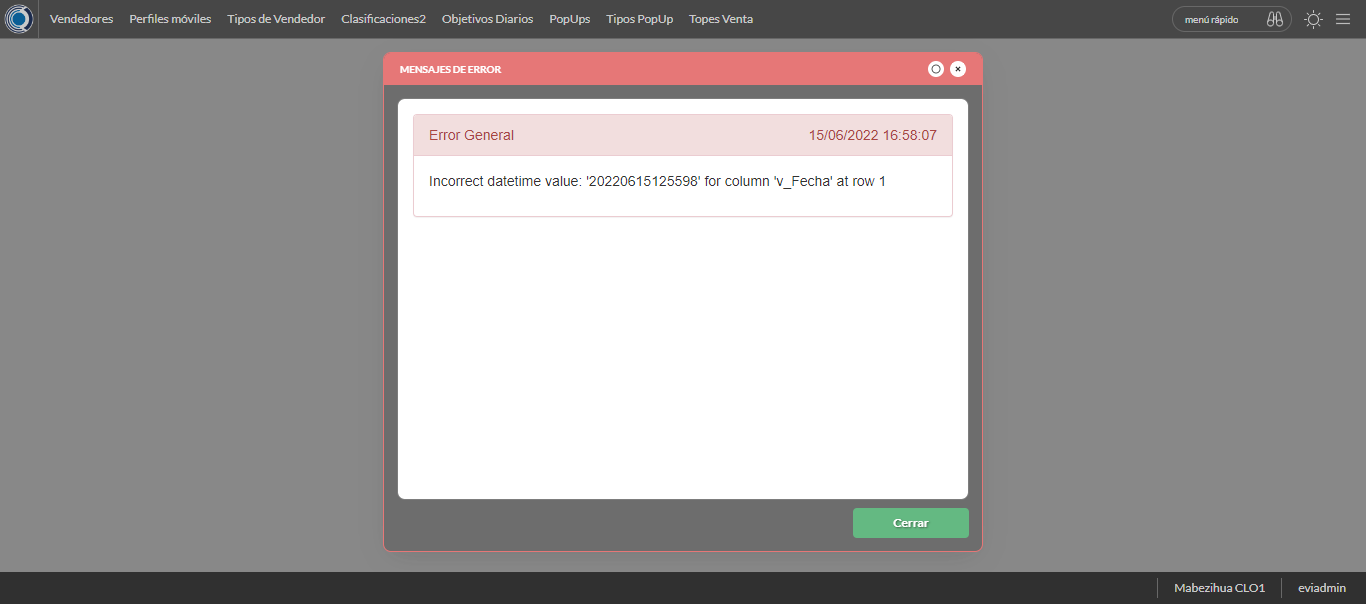 Vendedores Perfiles móviles Tipos de Vendedor Clasificaciones2 Objetivos Diarios PopUps Tipos PopUp Topes Venta menú rápido
MENSAJES DE ERROR
Error General 15/06/2022 16:58:07
Incorrect datetime value: '20220615125598' for column 'v_Fecha' at row 1
Cerrar
Mabezihua CLO1 eviadmin